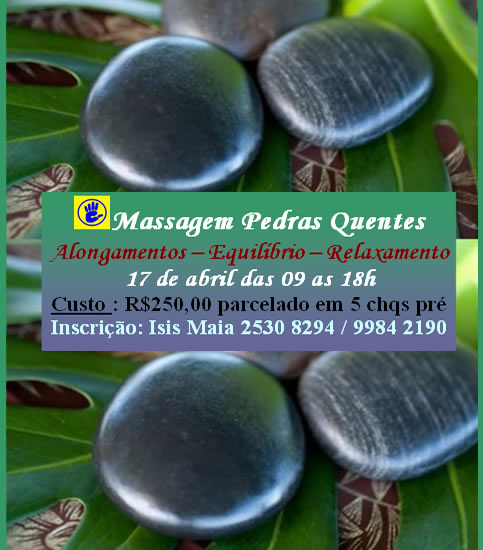 Massagem Pedras Quentes
Alongamentos – Equilíbrio – Relaxamento
17 de abril das 09 as 18h
Custo : R$250,00 parcelado em 5 chqs pré
Inscrição: Isis Maia 2530 8294 / 9984 2190